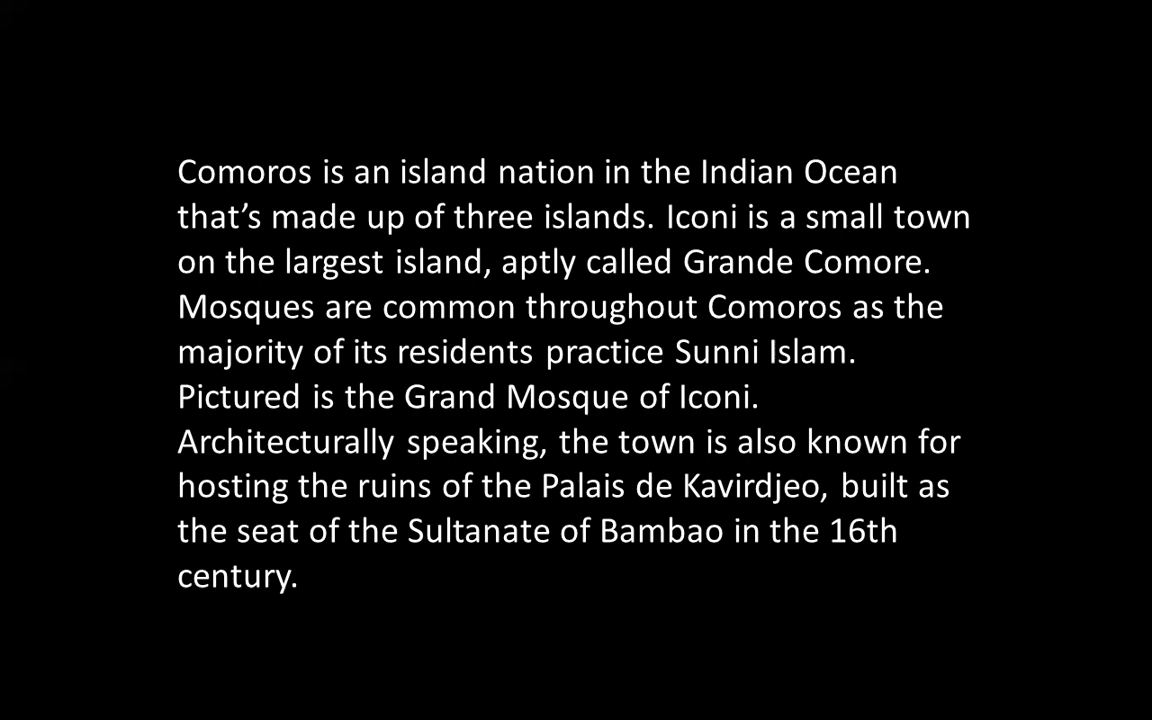 Comoros is an island nation in the Indian Ocean
that’s made up of three islands. Iconi is a small town
on the largest island, aptly called Grande Comore.
Mosques are common throughout Comoros as the
majority of its residents practice Sunni Islam.
Pictured is the Grand Mosque of Iconi.
Architecturally speaking, the town is also known for
hosting the ruins of the Palais de Kavirdjeo, built as
the seat of the Sultanate of Bambao in the 16th
century.